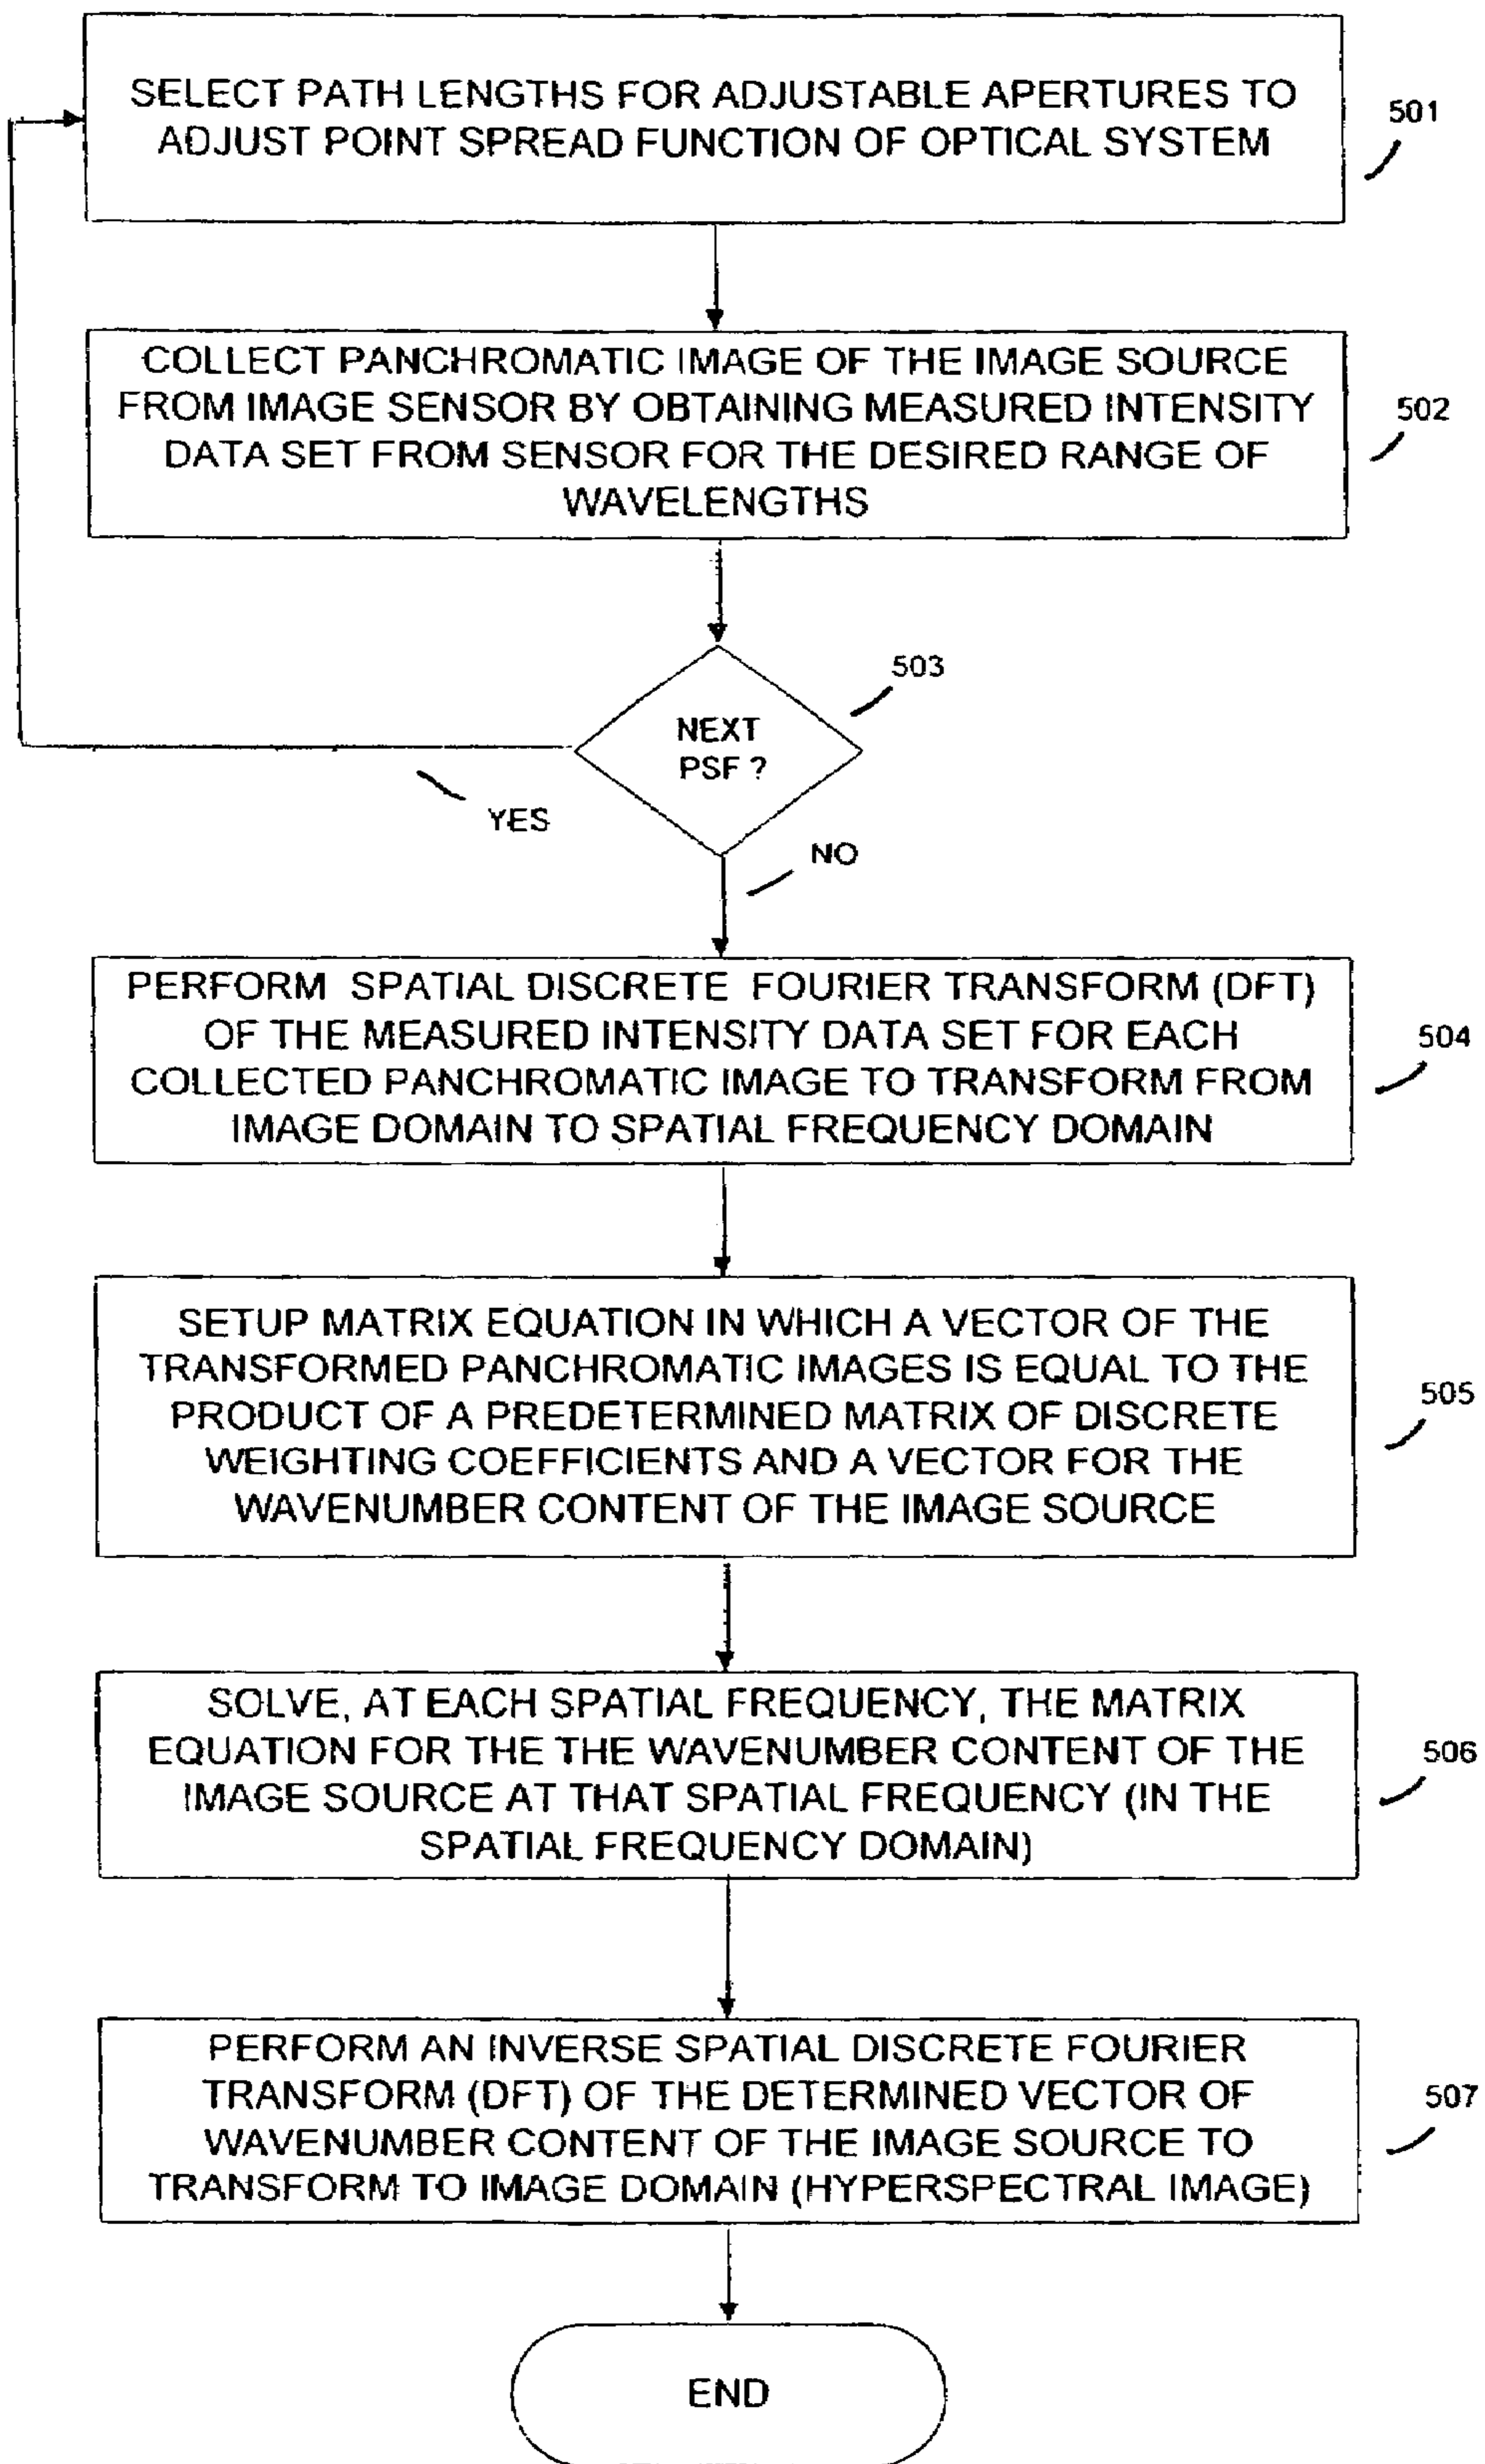 SELECT PATH LENGTHS FOR ADJUSTABLE APERTURES TO
ADJUST POINT SPREAD FUNCTION OF OPTICAL SYSTEM
501
COLLECT PANCHROMATIC IMAGE OF THE IMAGE SOURCE
FROM IMAGE SENSOR BY OBTAINING MEASURED INTENSITY
DATA SET FROM SENSOR FOR THE DESIRED RANGE OF
WAVELENGTHS
502
503
NEXT
PSF ?
YES
NO
PERFORM SPATIAL DISCRETE FOURIER TRANSFORM (DFT)
OF THE MEASURED INTENSITY DATA SET FOR EACH
COLLECTED PANCHROMATIC IMAGE TO TRANSFORM FROM
IMAGE DOMAIN TO SPATIAL FREQUENCY DOMAIN
504
SETUP MATRIX EQUATION IN WHICH A VECTOR OF THE
TRANSFORMED PANCHROMATIC IMAGES IS EQUAL TO THE
PRODUCT OF A PREDETERMINED MATRIX OF DISCRETE
WEIGHTING COEFFICIENTS AND A VECTOR FOR THE
WAVENUMBER CONTENT OF THE IMAGE SOURCE
505
SOLVE, AT EACH SPATIAL FREQUENCY, THE MATRIX
EQUATION FOR THE THE WAVENUMBER CONTENT OF THE
IMAGE SOURCE AT THAT SPATIAL FREQUENCY (IN THE
SPATIAL FREQUENCY DOMAIN)
506
PERFORM AN INVERSE SPATIAL DISCRETE FOURIER
TRANSFORM (DFT) OF THE DETERMINED VECTOR OF
WAVENUMBER CONTENT OF THE IMAGE SOURCE TO
TRANSFORM TO IMAGE DOMAIN (HYPERSPECTRAL IMAGE)
507
END